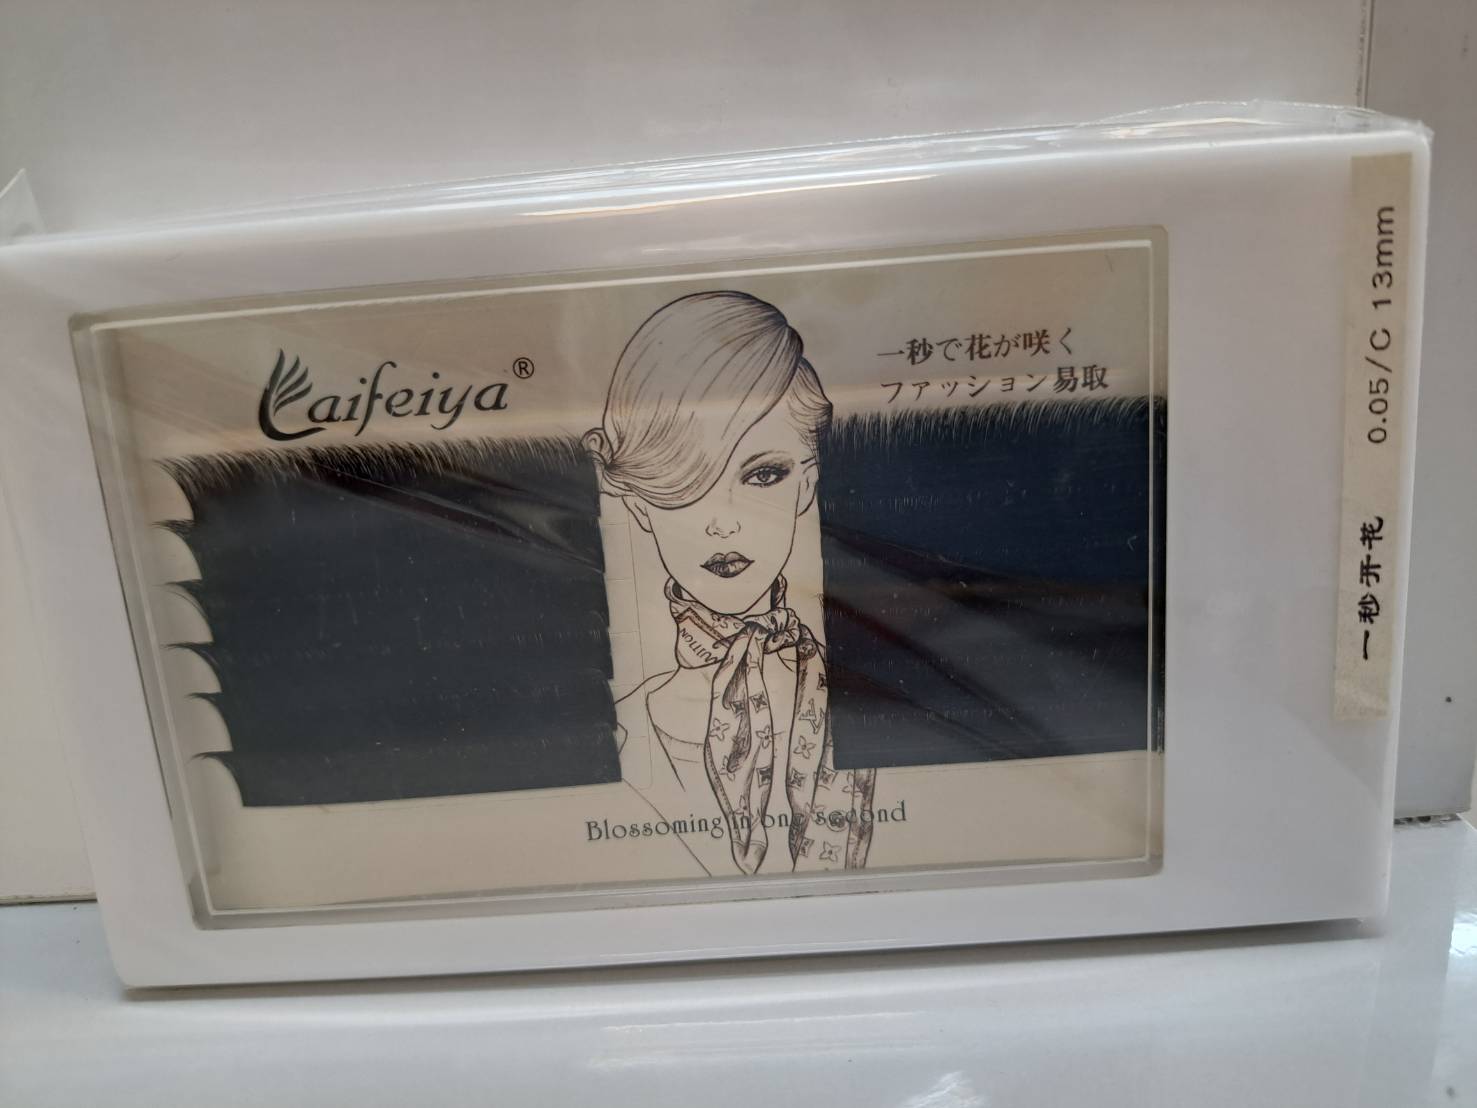 Laifeiya®
一秒で花が咲く
ファッション易取
Blossoming in one second
一秒开花 0.05/C 13mm